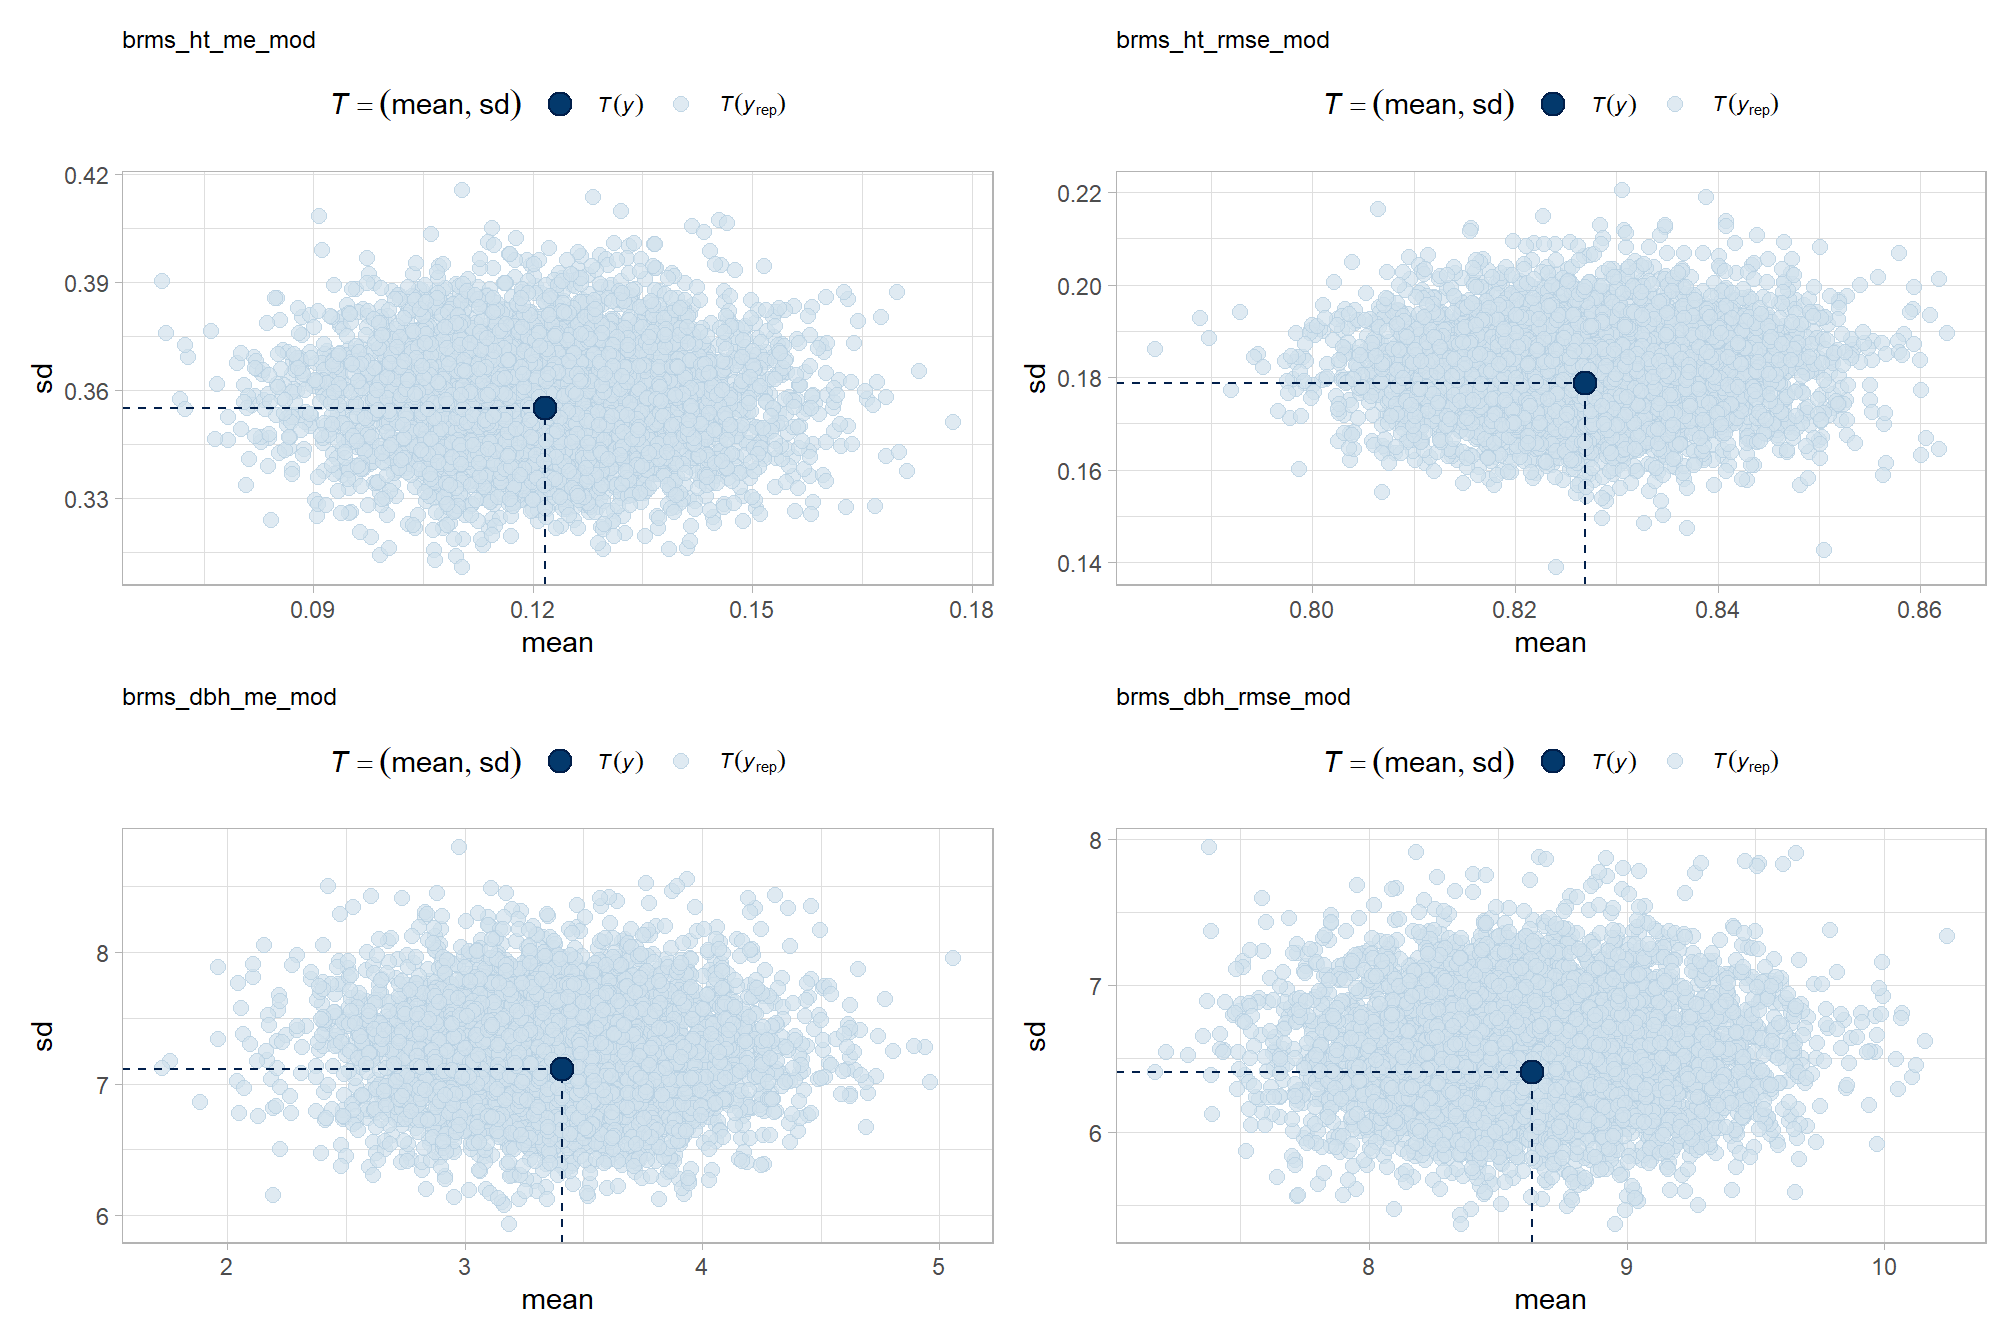 brms_ht_me_mod
T = (mean, sd) T(y) T(yrep)
0.42
0.39
0.36
0.33
sd
0.09 0.12 0.15 0.18
mean
brms_ht_rmse_mod
T = (mean, sd) T(y) T(yrep)
0.22
0.20
0.18
0.16
0.14
sd
0.80 0.82 0.84 0.86
mean
brms_dbh_me_mod
T = (mean, sd) T(y) T(yrep)
8
7
6
sd
2 3 4 5
mean
brms_dbh_rmse_mod
T = (mean, sd) T(y) T(yrep)
8
7
6
sd
8 9 10
mean